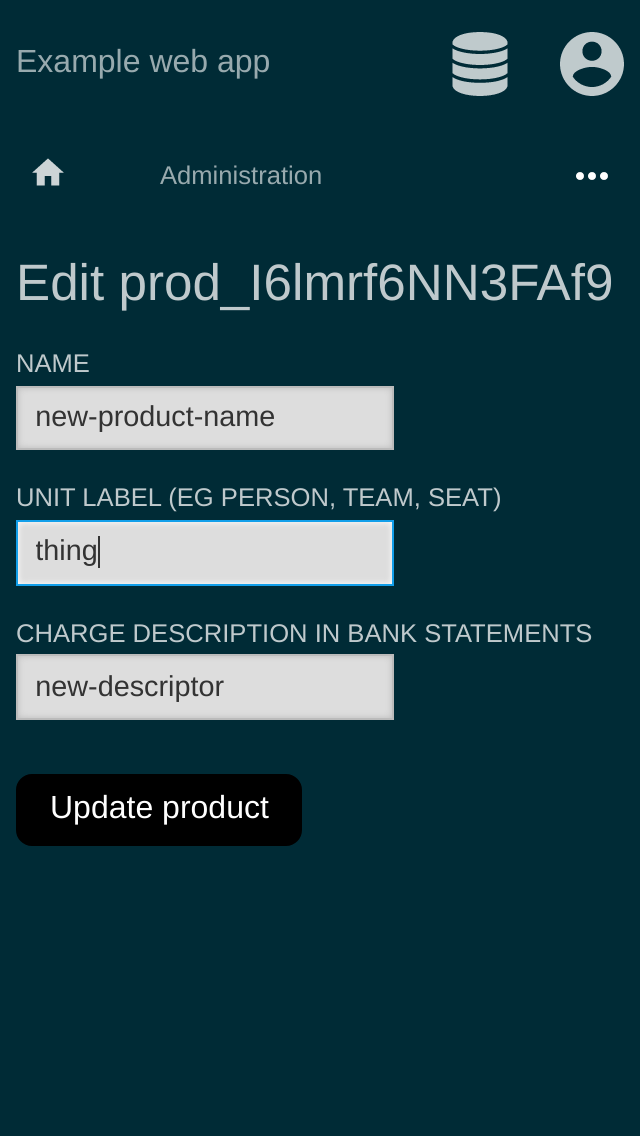 Example web app
Administration
Edit prod_I6lmrf6NN3FAf9
NAME
new-product-name
UNIT LABEL (EG PERSON, TEAM, SEAT)
thing
CHARGE DESCRIPTION IN BANK STATEMENTS
new-descriptor
Update product